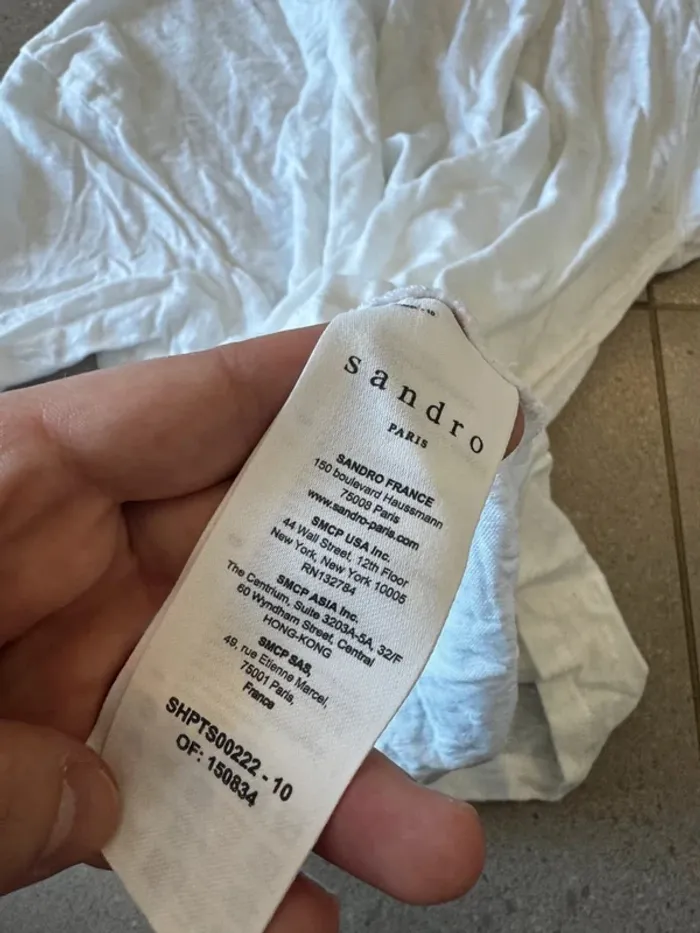 - 10
sandro
PARIS
SANDRO FRANCE
150 boulevard Haussmann
75008 Paris
www.sandro-paris.com
SMCP USA Inc.
44 Wall Street, 12th Floor
New York, New York 10005
RN132784
SMCP ASIA Inc.
The Centrium, Suite 3203A-5A, 32/F
60 Wyndham Street, Central
HONG-KONG
SMCP SAS,
49, rue Etienne Marcel,
75001 Paris,
France
SHPTS00222 - 10
OF: 150834